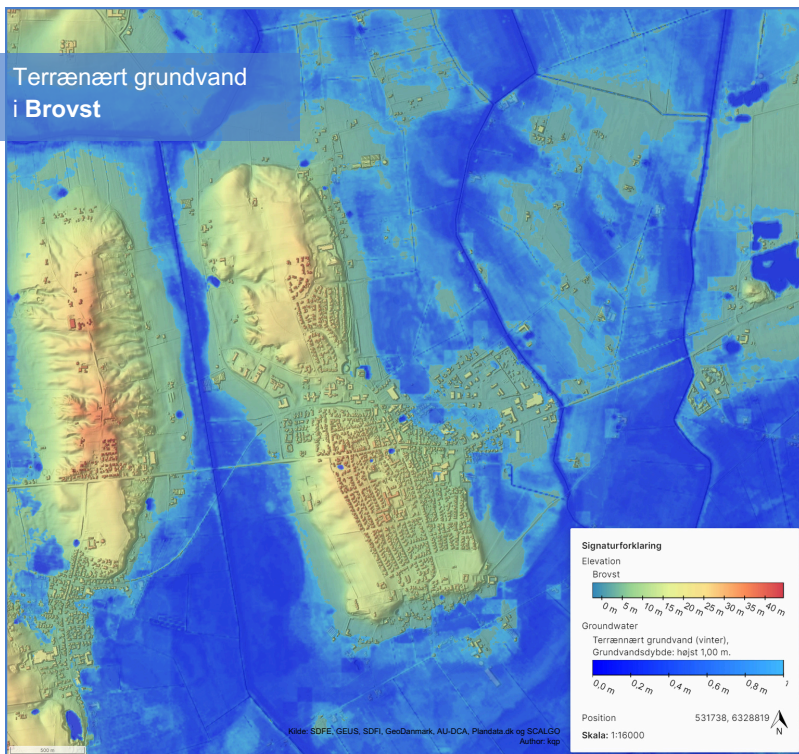 Terrænært grundvand
i Brovst
Signaturforklaring
Elevation
Brovst
0 m 5 m 10 m 15 m 20 m 25 m 30 m 35 m 40 m
Groundwater
Terrænært grundvand (vinter),
Grundvandsdybde: højst 1,00 m.
0.0 m 0.2 m 0.4 m 0.6 m 0.8 m 1
Position 531738, 6328819
N
Skala: 1:16000
Kilde: SDFE, GEUS, SDFI, GeoDanmark, AU-DCA, Plandata.dk og SCALGO
Author: kqp
500 m